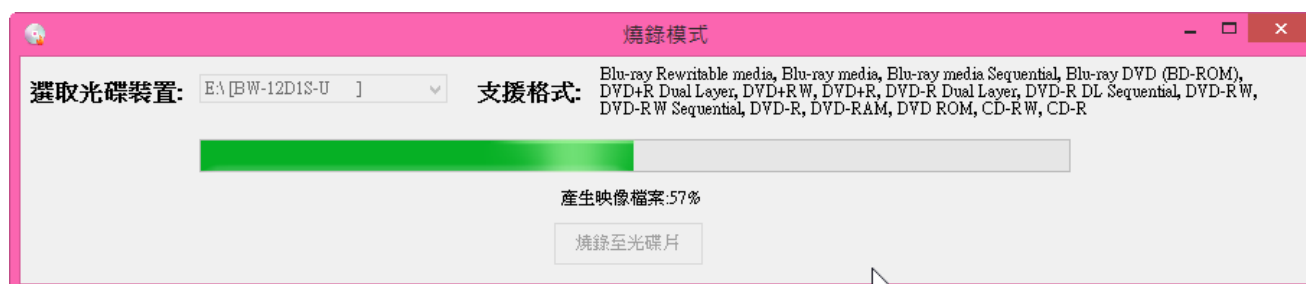 燒錄模式
選取光碟裝置: E:\ [BW-12D1S-U ] 支援格式: Blu-ray Rewritable media, Blu-ray media, Blu-ray media Sequential, Blu-ray DVD (BD-ROM),
DVD+R Dual Layer, DVD+RW, DVD+R, DVD-R Dual Layer, DVD-R DL Sequential, DVD-RW,
DVD-RW Sequential, DVD-R, DVD-RAM, DVD ROM, CD-RW, CD-R
產生映像檔案:57%
燒錄至光碟片